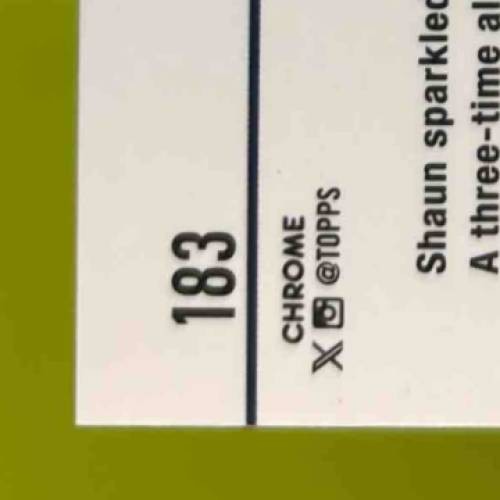 183
CHROME
X @TOPPS
Shaun sparkled
A three-time al